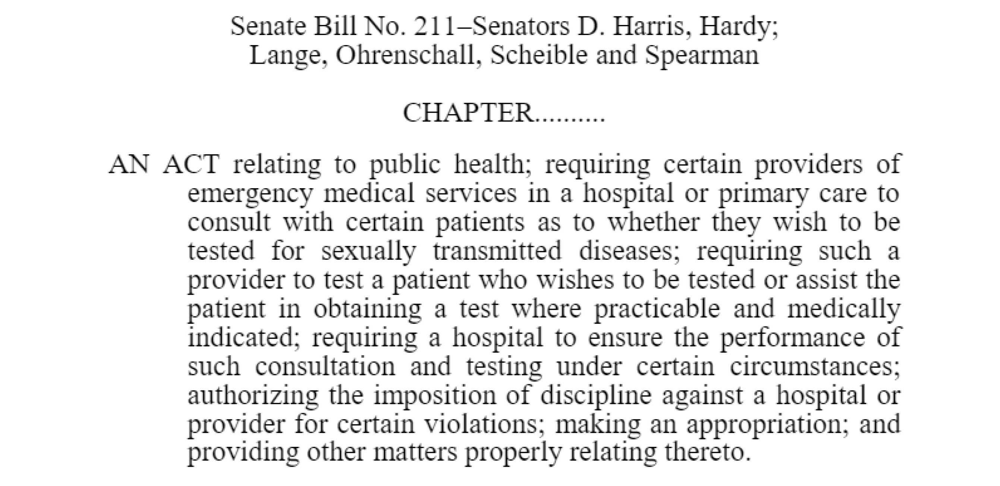 Senate Bill No. 211–Senators D. Harris, Hardy;
Lange, Ohrenschall, Scheible and Spearman
CHAPTER..........
AN ACT relating to public health; requiring certain providers of
emergency medical services in a hospital or primary care to
consult with certain patients as to whether they wish to be
tested for sexually transmitted diseases; requiring such a
provider to test a patient who wishes to be tested or assist the
patient in obtaining a test where practicable and medically
indicated; requiring a hospital to ensure the performance of
such consultation and testing under certain circumstances;
authorizing the imposition of discipline against a hospital or
provider for certain violations; making an appropriation; and
providing other matters properly relating thereto.